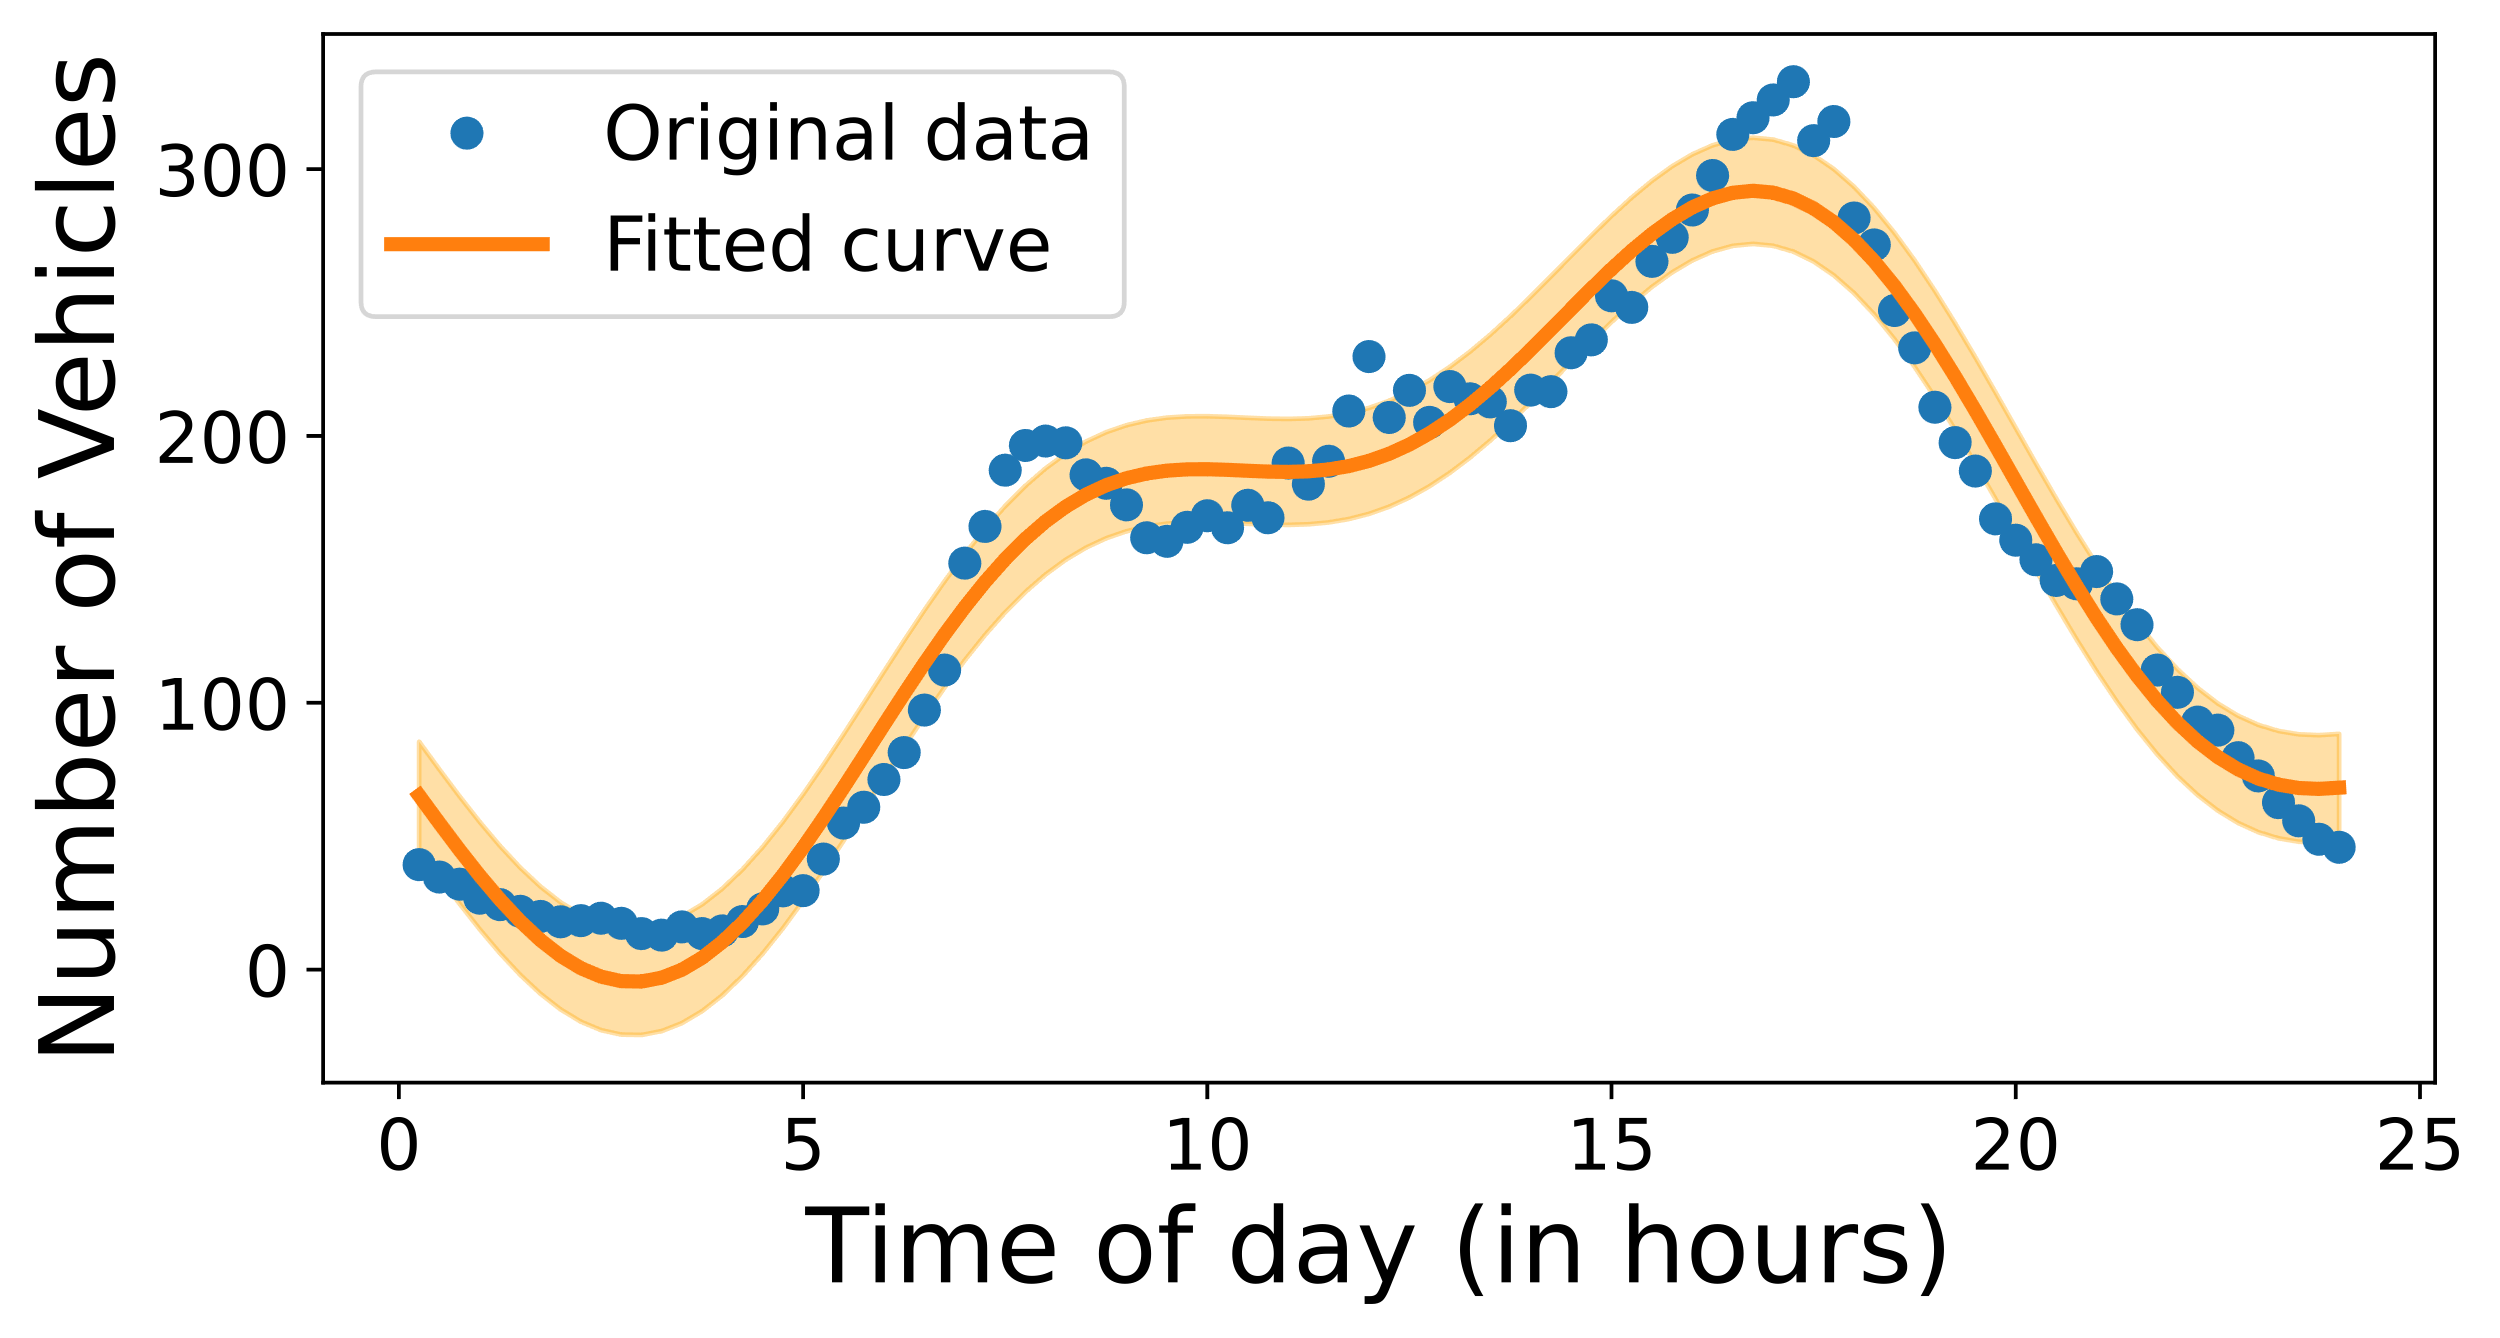 Number of Vehicles
300
200
100
0
Original data
Fitted curve
0 5 10 15 20 25
Time of day (in hours)